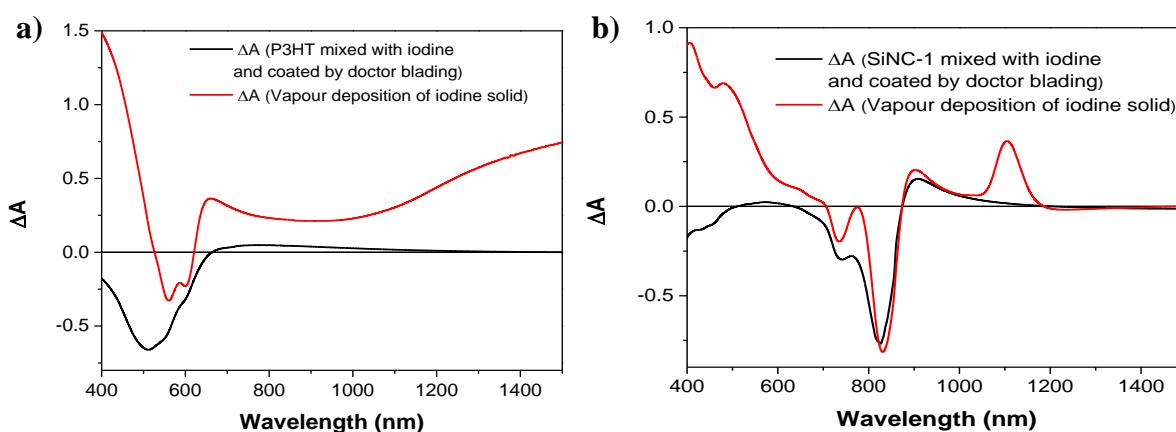 a)
1.5
1.0
0.5
0.0
-0.5
400 600 800 1000 1200 1400
ΔA
Wavelength (nm)
ΔA (P3HT mixed with iodine
and coated by doctor blading)
ΔA (Vapour deposition of iodine solid)
b)
1.0
0.5
0.0
-0.5
400 600 800 1000 1200 1400
ΔA
Wavelength (nm)
ΔA (SiNC-1 mixed with iodine
and coated by doctor blading)
ΔA (Vapour deposition of iodine solid)